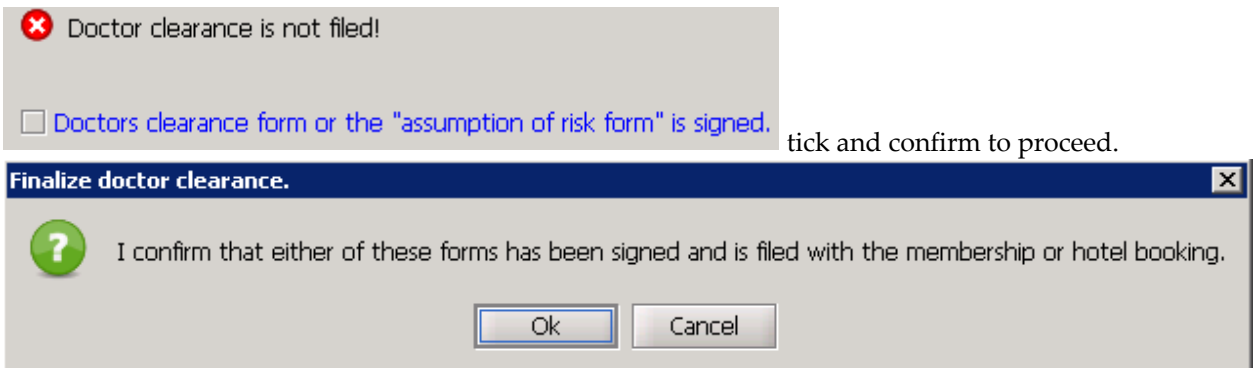 Doctor clearance is not filed!
Doctors clearance form or the "assumption of risk form" is signed. tick and confirm to proceed.
Finalize doctor clearance.
I confirm that either of these forms has been signed and is filed with the membership or hotel booking.
Ok Cancel